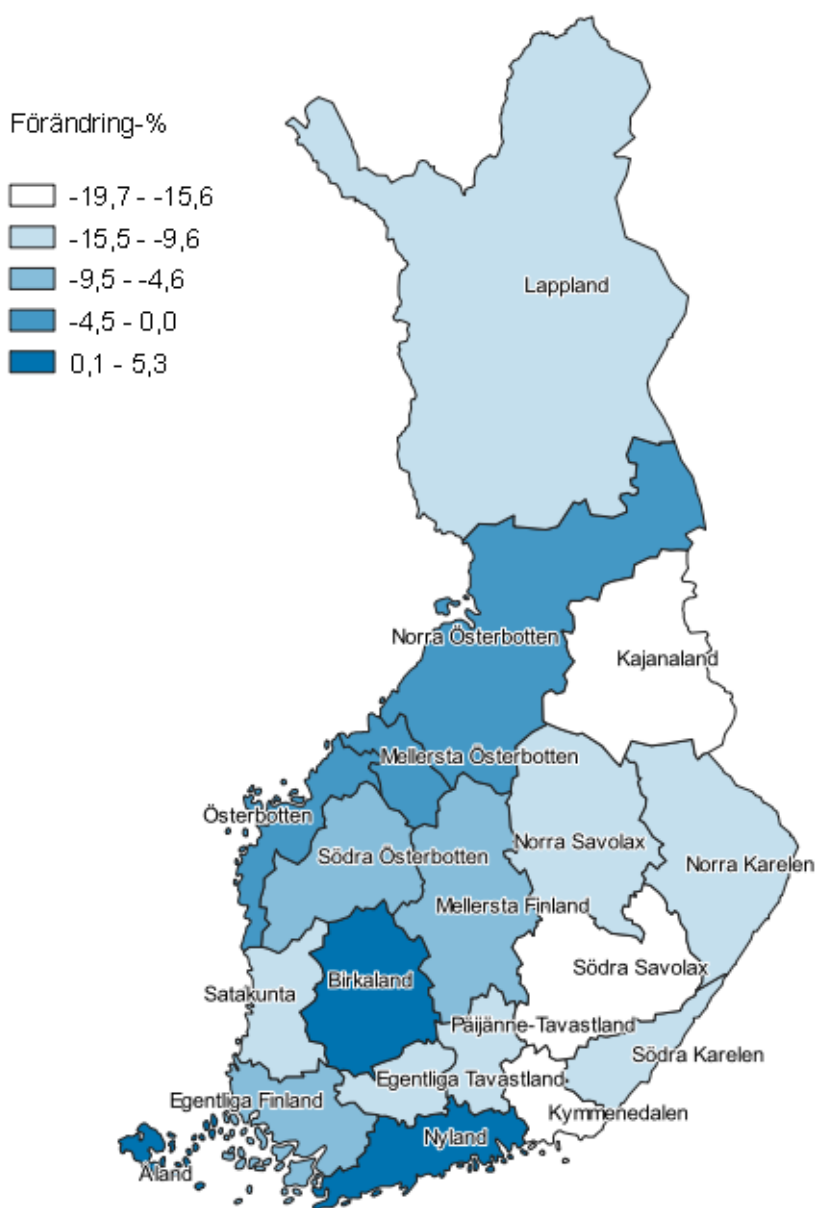 Förändring-%
-19,7 - -15,6
-15,5 - -9,6
-9,5 - -4,6
-4,5 - 0,0
0,1 - 5,3
Lappland
Norra Österbotten
Kajanaland
Mellersta Österbotten
Österbotten
Södra Österbotten
Norra Savolax
Norra Karelen
Mellersta Finland
Södra Savolax
Birkaland
Satakunta
Päijänne-Tavastland
Södra Karelen
Egentliga Tavastland
Egentliga Finland
Kymmenedalen
Nyland
Åland